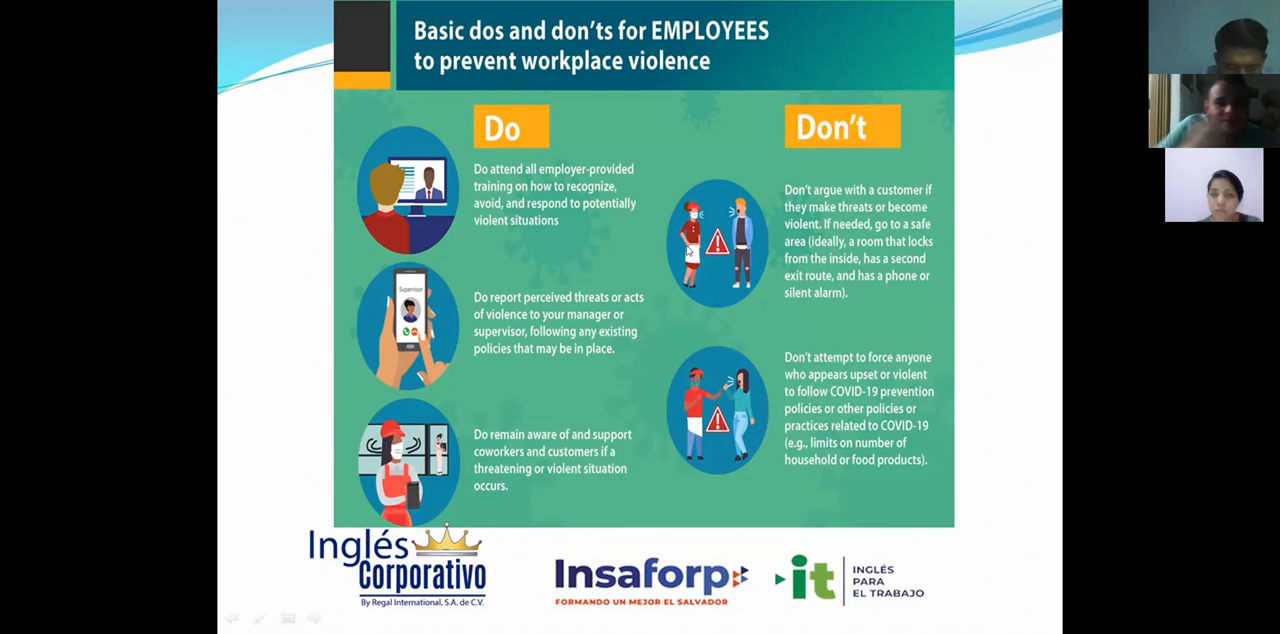 Basic dos and don'ts for EMPLOYEES
to prevent workplace violence
Do
Do attend all employer-provided
training on how to recognize,
avoid, and respond to potentially
violent situations
Supervisor
Do report perceived threats or acts
of violence to your manager or
supervisor, following any existing
policies that may be in place.
Do remain aware of and support
coworkers and customers if a
threatening or violent situation
occurs.
Don't
Don't argue with a customer if
they make threats or become
violent. If needed, go to a safe
area (ideally, a room that locks
from the inside, has a second
exit route, and has a phone or
silent alarm).
Don't attempt to force anyone
who appears upset or violent
to follow COVID-19 prevention
policies or other policies or
practices related to COVID-19
(e.g., limits on number of
household or food products).
Inglés
Corporativo
By Regal International, S.A. de C.V.
Insaforp
FORMANDO UN MEJOR EL SALVADOR
it
INGLÉS
PARA
EL TRABAJO